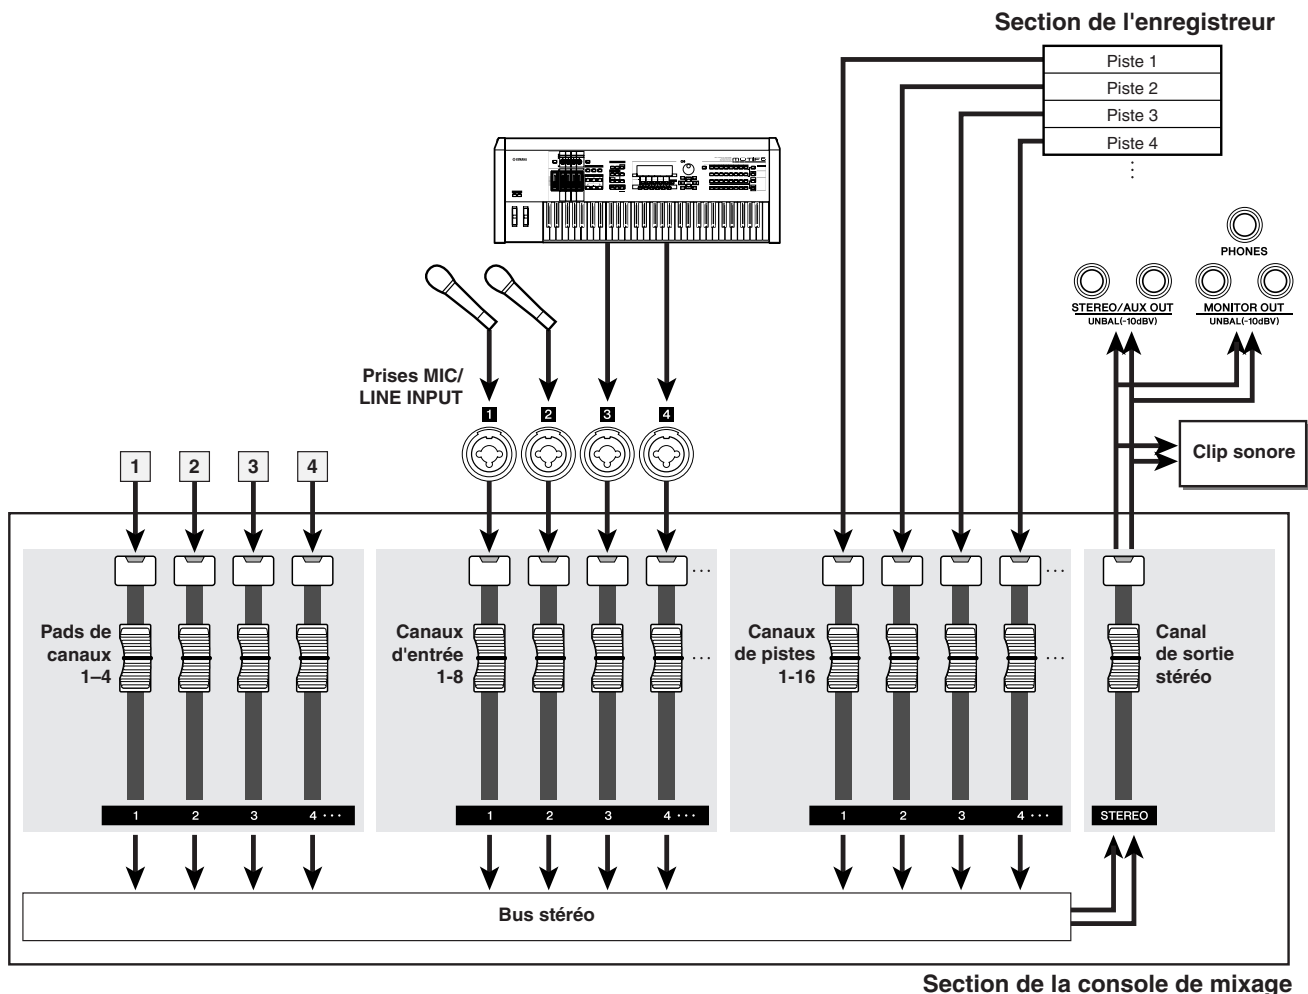 Section de l'enregistreur
Piste 1
Piste 2
Piste 3
Piste 4
YAMAHA
MOTIF 6
PHONES
STEREO/AUX OUT
UNBAL(-10dBV)
MONITOR OUT
UNBAL(-10dBV)
Prises MIC/
LINE INPUT
1
2
3
4
Clip sonore
1
2
3
4
Pads de
canaux
1–4
Canaux
d'entrée
1-8
Canaux
de pistes
1-16
Canal
de sortie
stéréo
1 2 3 4 ···
1 2 3 4 ···
1 2 3 4 ···
STEREO
Bus stéréo
Section de la console de mixage